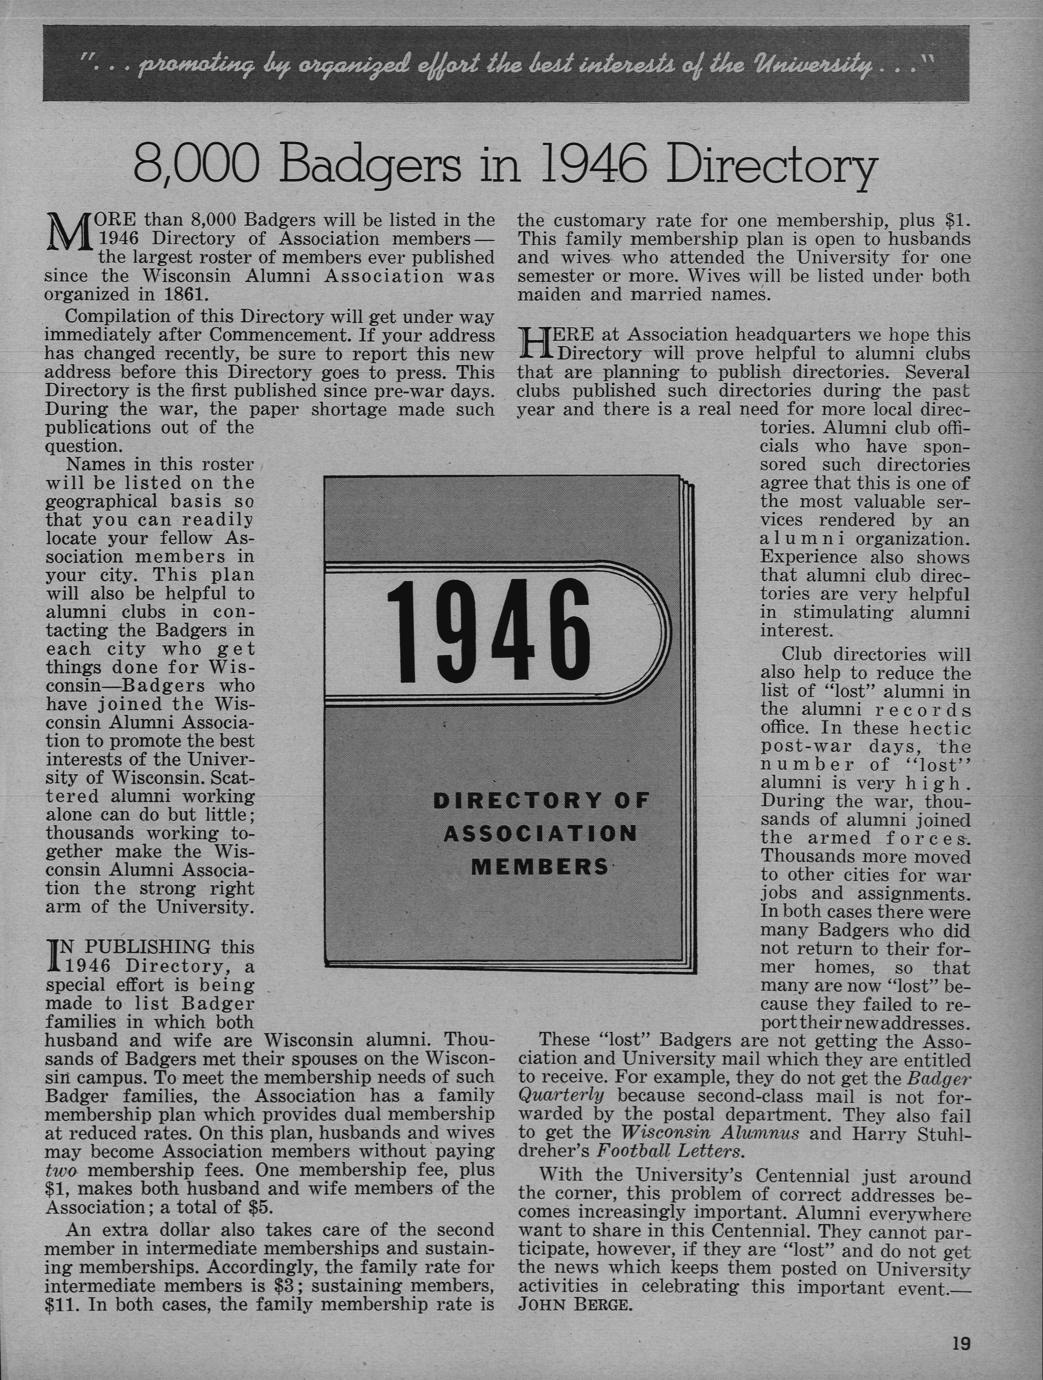 ". . . promoting by organized effort the best interests of the University . . ."
8,000 Badgers in 1946 Directory
MORE than 8,000 Badgers will be listed in the
1946 Directory of Association members—
the largest roster of members ever published
since the Wisconsin Alumni Association was
organized in 1861.
Compilation of this Directory will get under way
immediately after Commencement. If your address
has changed recently, be sure to report this new
address before this Directory goes to press. This
Directory is the first published since pre-war days.
During the war, the paper shortage made such
publications out of the
question.
Names in this roster
will be listed on the
geographical basis so
that you can readily
locate your fellow As-
sociation members in
your city. This plan
will also be helpful to
alumni clubs in con-
tacting the Badgers in
each city who get
things done for Wis-
consin—Badgers who
have joined the Wis-
consin Alumni Associa-
tion to promote the best
interests of the Univer-
sity of Wisconsin. Scat-
tered alumni working
alone can do but little;
thousands working to-
gether make the Wis-
consin Alumni Associa-
tion the strong right
arm of the University.
IN PUBLISHING this
1946 Directory, a
special effort is being
made to list Badger
families in which both
husband and wife are Wisconsin alumni. Thou-
sands of Badgers met their spouses on the Wiscon-
sin campus. To meet the membership needs of such
Badger families, the Association has a family
membership plan which provides dual membership
at reduced rates. On this plan, husbands and wives
may become Association members without paying
two membership fees. One membership fee, plus
$1, makes both husband and wife members of the
Association; a total of $5.
An extra dollar also takes care of the second
member in intermediate memberships and sustain-
ing memberships. Accordingly, the family rate for
intermediate members is $3; sustaining members,
$11. In both cases, the family membership rate is
the customary rate for one membership, plus $1.
This family membership plan is open to husbands
and wives who attended the University for one
semester or more. Wives will be listed under both
maiden and married names.
HERE at Association headquarters we hope this
Directory will prove helpful to alumni clubs
that are planning to publish directories. Several
clubs published such directories during the past
year and there is a real need for more local direc-
tories. Alumni club offi-
cials who have spon-
sored such directories
agree that this is one of
the most valuable ser-
vices rendered by an
alumni organization.
Experience also shows
that alumni club direc-
tories are very helpful
in stimulating alumni
interest.
Club directories will
also help to reduce the
list of "lost" alumni in
the alumni records
office. In these hectic
post-war days, the
number of "lost"
alumni is very high.
During the war, thou-
sands of alumni joined
the armed forces.
Thousands more moved
to other cities for war
jobs and assignments.
In both cases there were
many Badgers who did
not return to their for-
mer homes, so that
many are now "lost" be-
cause they failed to re-
port their new addresses.
These "lost" Badgers are not getting the Asso-
ciation and University mail which they are entitled
to receive. For example, they do not get the Badger
Quarterly because second-class mail is not for-
warded by the postal department. They also fail
to get the Wisconsin Alumnus and Harry Stuhl-
dreher's Football Letters.
With the University's Centennial just around
the corner, this problem of correct addresses be-
comes increasingly important. Alumni everywhere
want to share in this Centennial. They cannot par-
ticipate, however, if they are "lost" and do not get
the news which keeps them posted on University
activities in celebrating this important event.—
JOHN BERGE.
1946
DIRECTORY OF
ASSOCIATION
MEMBERS
19